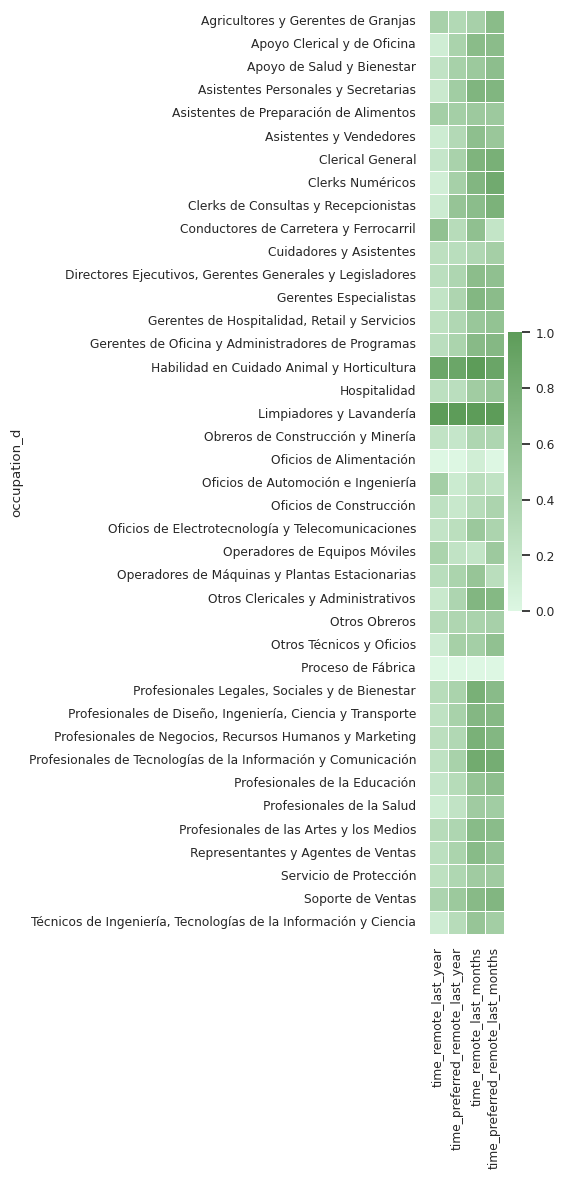 Agricultores y Gerentes de Granjas
Apoyo Clerical y de Oficina
Apoyo de Salud y Bienestar
Asistentes Personales y Secretarias
Asistentes de Preparación de Alimentos
Asistentes y Vendedores
Clerical General
Clerks Numéricos
Clerks de Consultas y Recepcionistas
Conductores de Carretera y Ferrocarril
Cuidadores y Asistentes
Directores Ejecutivos, Gerentes Generales y Legisladores
Gerentes Especialistas
Gerentes de Hospitalidad, Retail y Servicios
Gerentes de Oficina y Administradores de Programas
Habilidad en Cuidado Animal y Horticultura
Hospitalidad
Limpiadores y Lavandería
Obreros de Construcción y Minería
Oficios de Alimentación
Oficios de Automoción e Ingeniería
Oficios de Construcción
Oficios de Electrotecnología y Telecomunicaciones
Operadores de Equipos Móviles
Operadores de Máquinas y Plantas Estacionarias
Otros Clericales y Administrativos
Otros Obreros
Otros Técnicos y Oficios
Proceso de Fábrica
Profesionales Legales, Sociales y de Bienestar
Profesionales de Diseño, Ingeniería, Ciencia y Transporte
Profesionales de Negocios, Recursos Humanos y Marketing
Profesionales de Tecnologías de la Información y Comunicación
Profesionales de la Educación
Profesionales de la Salud
Profesionales de las Artes y los Medios
Representantes y Agentes de Ventas
Servicio de Protección
Soporte de Ventas
Técnicos de Ingeniería, Tecnologías de la Información y Ciencia
occupation_d
time_remote_last_year
time_preferred_remote_last_year
time_remote_last_months
time_preferred_remote_last_months
1.0
0.8
0.6
0.4
0.2
0.0